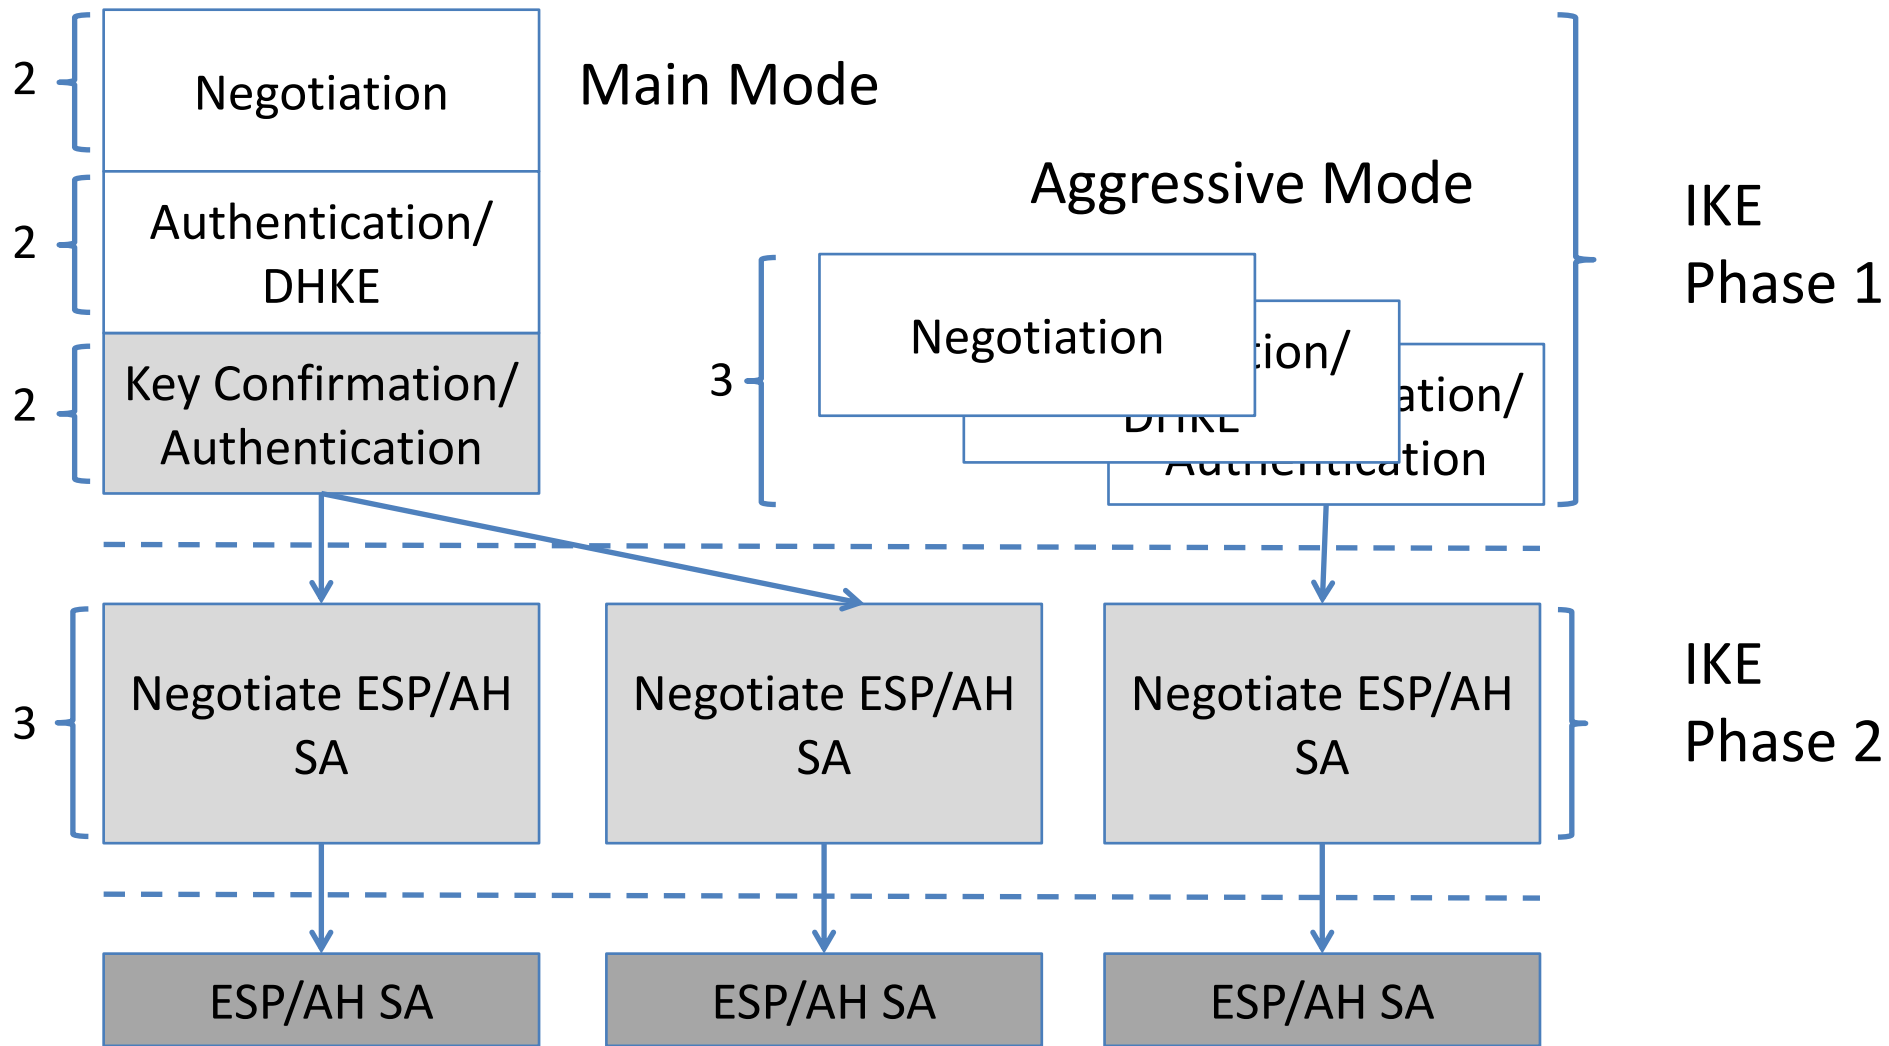 2
Negotiation
Main Mode
2
Authentication/
DHKE
2
Key Confirmation/
Authentication
Aggressive Mode
3
Negotiation
DHKE
Authentication
IKE
Phase 1
3
Negotiate ESP/AH
SA
Negotiate ESP/AH
SA
Negotiate ESP/AH
SA
IKE
Phase 2
ESP/AH SA
ESP/AH SA
ESP/AH SA